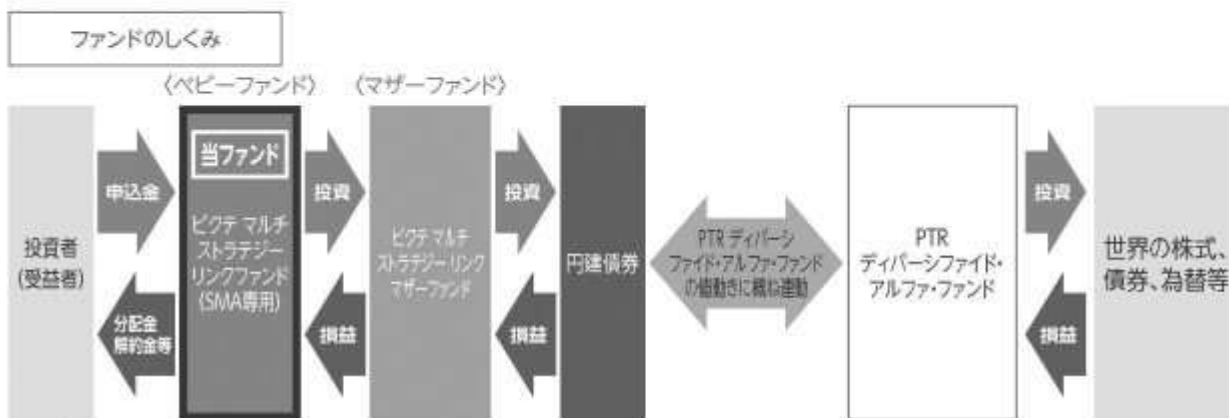 ファンドのしくみ
〈ベビーファンド〉
〈マザーファンド〉
投資者
(受益者)
申込金
分配金
解約金等
当ファンド
ピクテ マルチ
ストラテジー
リンクファンド
(SMA専用)
投資
損益
ピクテ マルチ
ストラテジー リンク
マザーファンド
投資
損益
円建債券
PTR ディバーシ
ファイド・アルファ・ファンド
の値動きに概ね連動
PTR
ディバーシファイド・
アルファ・ファンド
投資
損益
世界の株式、
債券、為替等